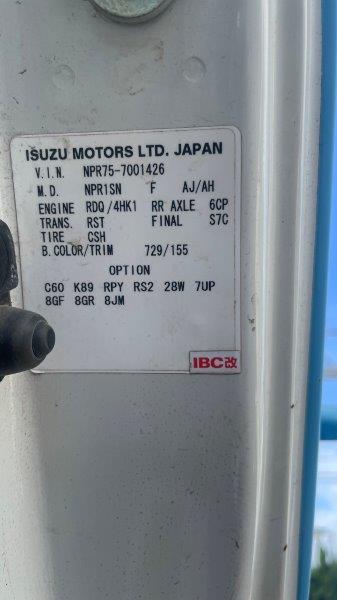 ISUZU MOTORS LTD. JAPAN
V.I.N. NPR75-7001426
M.D. NPR1SN F AJ/AH
ENGINE RDQ/4HK1 RR AXLE 6CP
TRANS. RST FINAL S7C
TIRE CSH
B.COLOR/TRIM 729/155
OPTION
C60 K89 RPY RS2 28W 7UP
8GF 8GR 8JM
IBC改